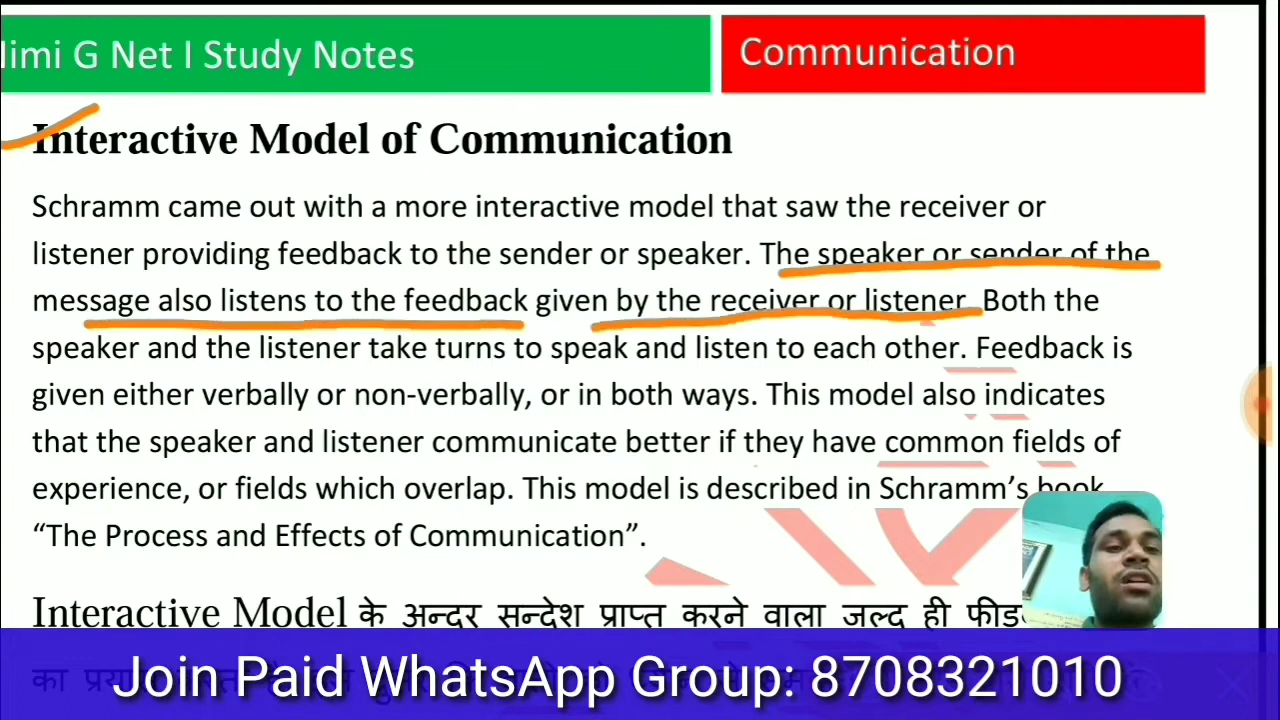 G Net I Study Notes
Communication
Interactive Model of Communication
Schramm came out with a more interactive model that saw the receiver or
listener providing feedback to the sender or speaker. The speaker or sender of the
message also listens to the feedback given by the receiver or listener. Both the
speaker and the listener take turns to speak and listen to each other. Feedback is
given either verbally or non-verbally, or in both ways. This model also indicates
that the speaker and listener communicate better if they have common fields of
experience, or fields which overlap. This model is described in Schramm’s book
“The Process and Effects of Communication”.
Interactive Model के अन्दर सन्देश प्राप्त करने वाला जल्द ही
Join Paid WhatsApp Group: 8708321010